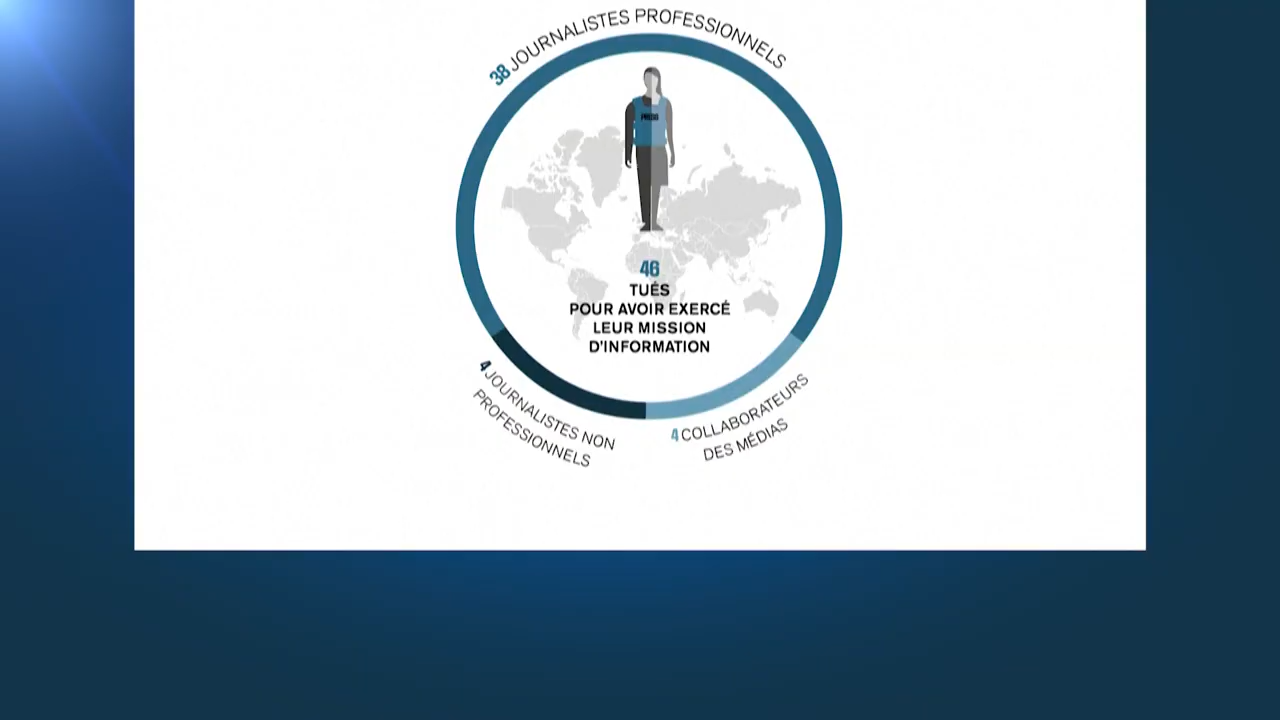 38 JOURNALISTES PROFESSIONNELS
PRESS
46
TUÉS
POUR AVOIR EXERCÉ
LEUR MISSION
D'INFORMATION
4 JOURNALISTES NON
PROFESSIONNELS
4 COLLABORATEURS
DES MÉDIAS